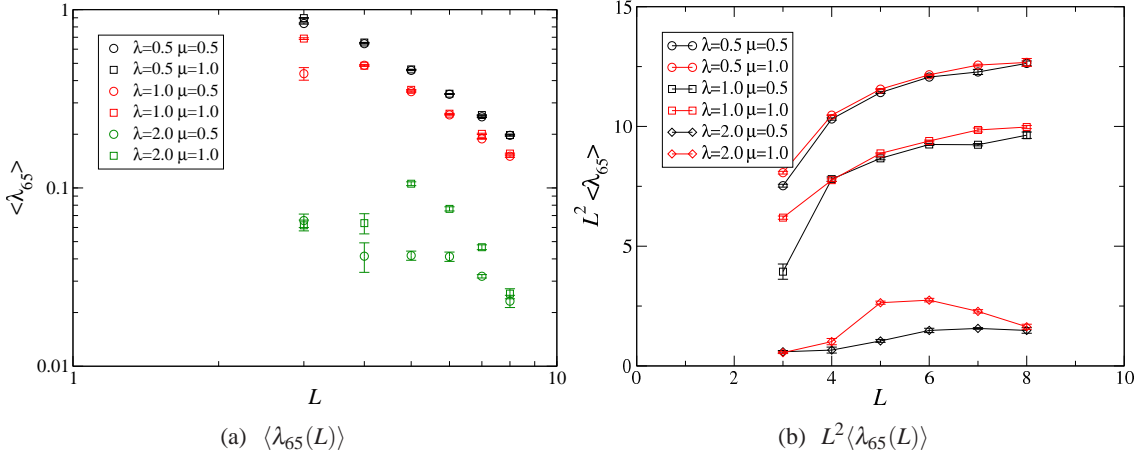 1
0.1
0.01
<λ₆₅>
λ=0.5 μ=0.5
λ=0.5 μ=1.0
λ=1.0 μ=0.5
λ=1.0 μ=1.0
λ=2.0 μ=0.5
λ=2.0 μ=1.0
1 10
L
(a) ⟨λ₆₅(L)⟩
15
10
5
0
L² <λ₆₅>
λ=0.5 μ=0.5
λ=0.5 μ=1.0
λ=1.0 μ=0.5
λ=1.0 μ=1.0
λ=2.0 μ=0.5
λ=2.0 μ=1.0
0 2 4 6 8 10
L
(b) L²⟨λ₆₅(L)⟩